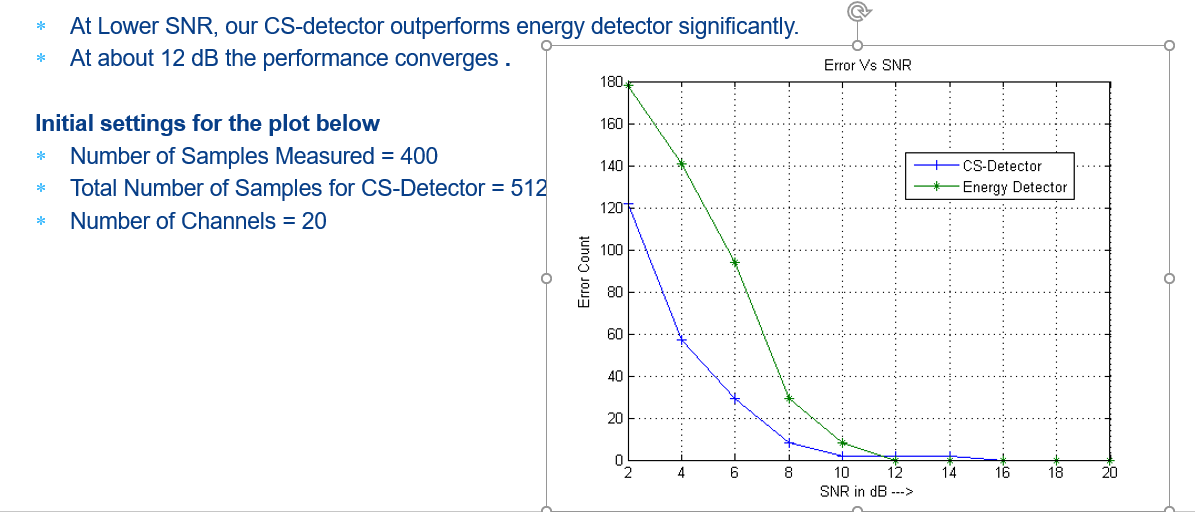 * At Lower SNR, our CS-detector outperforms energy detector significantly.
* At about 12 dB the performance converges .
Initial settings for the plot below
* Number of Samples Measured = 400
* Total Number of Samples for CS-Detector = 512
* Number of Channels = 20
Error Vs SNR
180
160
140
120
100
80
60
40
20
0
Error Count
CS-Detector
Energy Detector
2 4 6 8 10 12 14 16 18 20
SNR in dB --->